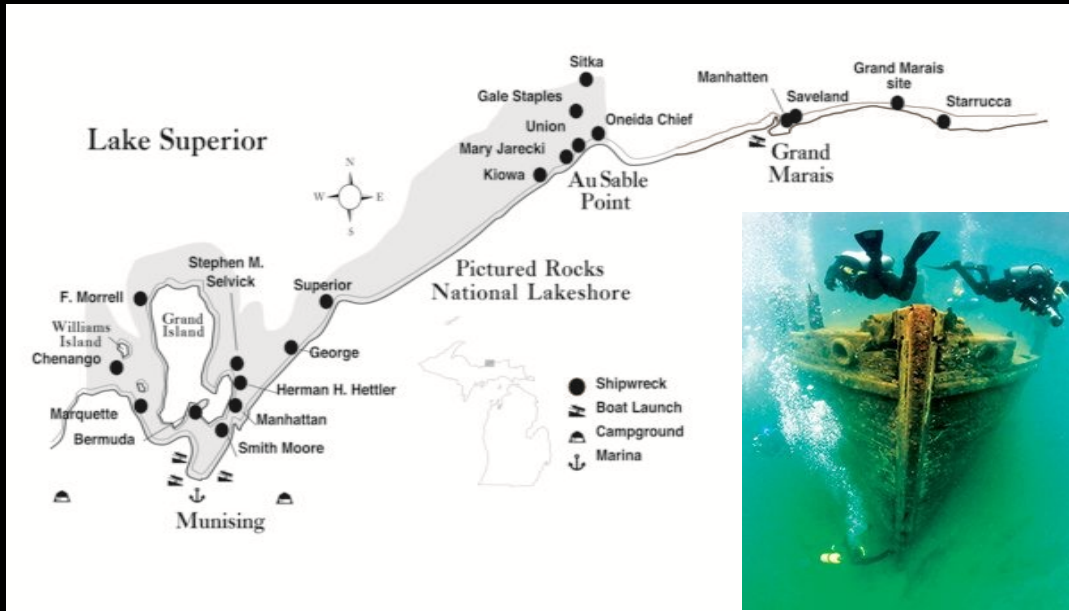 Sitka
Manhatten
Grand Marais
site
Saveland
Gale Staples
Starrucca
Union
Oneida Chief
Lake Superior
Mary Jarecki
Grand
Marais
Kiowa
Au Sable
Point
N
W
E
S
Stephen M.
Selvick
Superior
Pictured Rocks
National Lakeshore
F. Morrell
Grand
Island
Williams
Island
Chenango
George
Herman H. Hettler
Shipwreck
Marquette
Manhattan
Boat Launch
Bermuda
Smith Moore
Campground
Marina
Munising